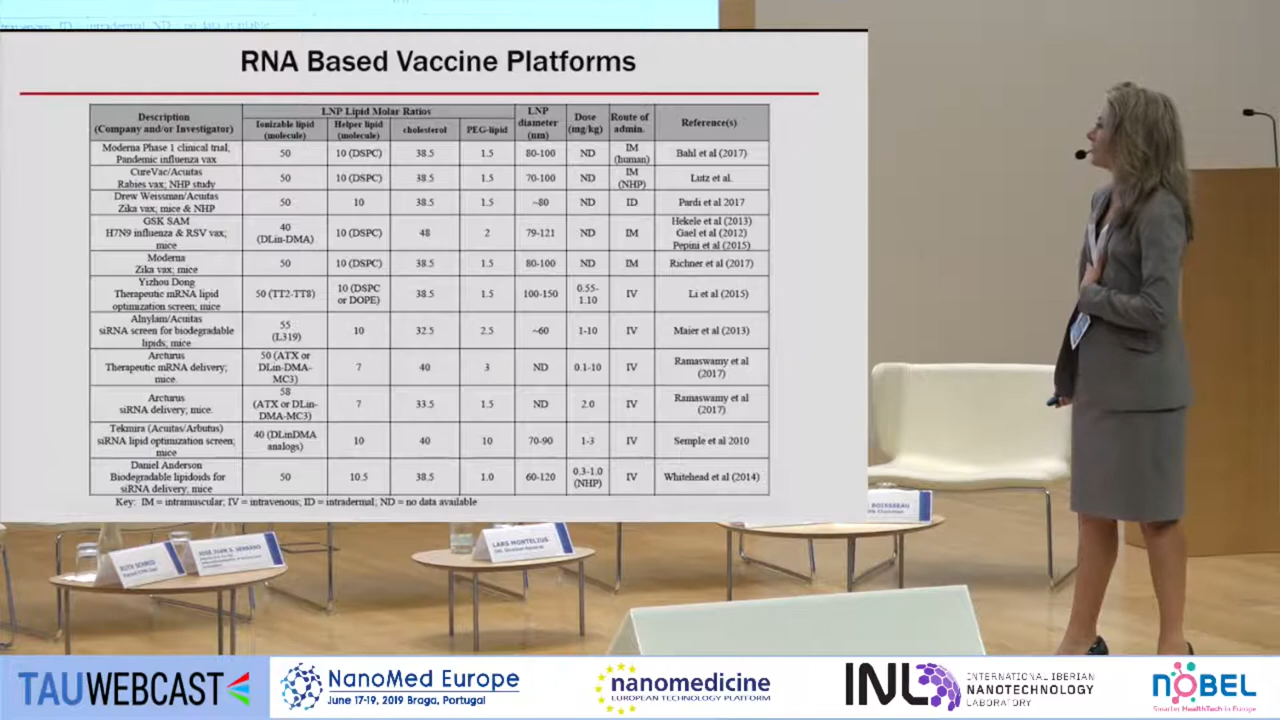 RNA Based Vaccine Platforms
Description
(Company and/or Investigator)
LNP Lipid Molar Ratios
Ionizable lipid
(molecule)
Helper lipid
(molecule)
cholesterol
PEG-lipid
LNP
diameter
(nm)
Dose
(mg/kg)
Route of
admin.
Reference(s)
Moderna Phase 1 clinical trial;
Pandemic influenza vax
50
10 (DSPC)
38.5
1.5
80-100
ND
IM
(human)
Bahl et al (2017)
CureVac/Acuitas
Rabies vax; NHP study
50
10 (DSPC)
38.5
1.5
70-100
ND
IM
(NHP)
Lutz et al.
Drew Weissman/Acuitas
Zika vax; mice & NHP
50
10
38.5
1.5
~80
ND
ID
Pardi et al 2017
GSK SAM
H7N9 influenza & RSV vax;
mice
40
(DLin-DMA)
10 (DSPC)
48
2
79-121
ND
IM
Hekele et al (2013)
Gael et al (2012)
Pepini et al (2015)
Moderna
Zika vax; mice
50
10 (DSPC)
38.5
1.5
80-100
ND
IM
Richner et al (2017)
Yizhou Dong
Therapeutic mRNA lipid
optimization screen; mice
50 (TT2-TT8)
10 (DSPC
or DOPE)
38.5
1.5
100-150
0.55-
1.10
IV
Li et al (2015)
Alnylam/Acuitas
siRNA screen for biodegradable
lipids; mice
55
(L319)
10
32.5
2.5
~60
1-10
IV
Maier et al (2013)
Arcturus
Therapeutic mRNA delivery;
mice.
50 (ATX or
DLin-DMA-
MC3)
7
40
3
ND
0.1-10
IV
Ramaswamy et al
(2017)
Arcturus
siRNA delivery, mice.
58
(ATX or DLin-
DMA-MC3)
7
33.5
1.5
ND
2.0
IV
Ramaswamy et al
(2017)
Tekmira (Acuitas/Arbutus)
siRNA lipid optimization screen;
mice
40 (DLinDMA
analogs)
10
40
10
70-90
1-3
IV
Semple et al 2010
Daniel Anderson
Biodegradable lipidoids for
siRNA delivery, mice
50
10.5
38.5
1.0
60-120
0.3-1.0
(NHP)
IV
Whitehead et al (2014)
Key: IM = intramuscular; IV = intravenous; ID = intradermal; ND = no data available
RUTH SCHMID
LARS MONTELIUS
TAUWEBCAST
NanoMed Europe
June 17-19, 2019 Braga, Portugal
nanomedicine
EUROPEAN TECHNOLOGY PLATFORM
INL
INTERNATIONAL IBERIAN
NANOTECHNOLOGY
LABORATORY
NOBEL
Smarter HealthTech in Europe